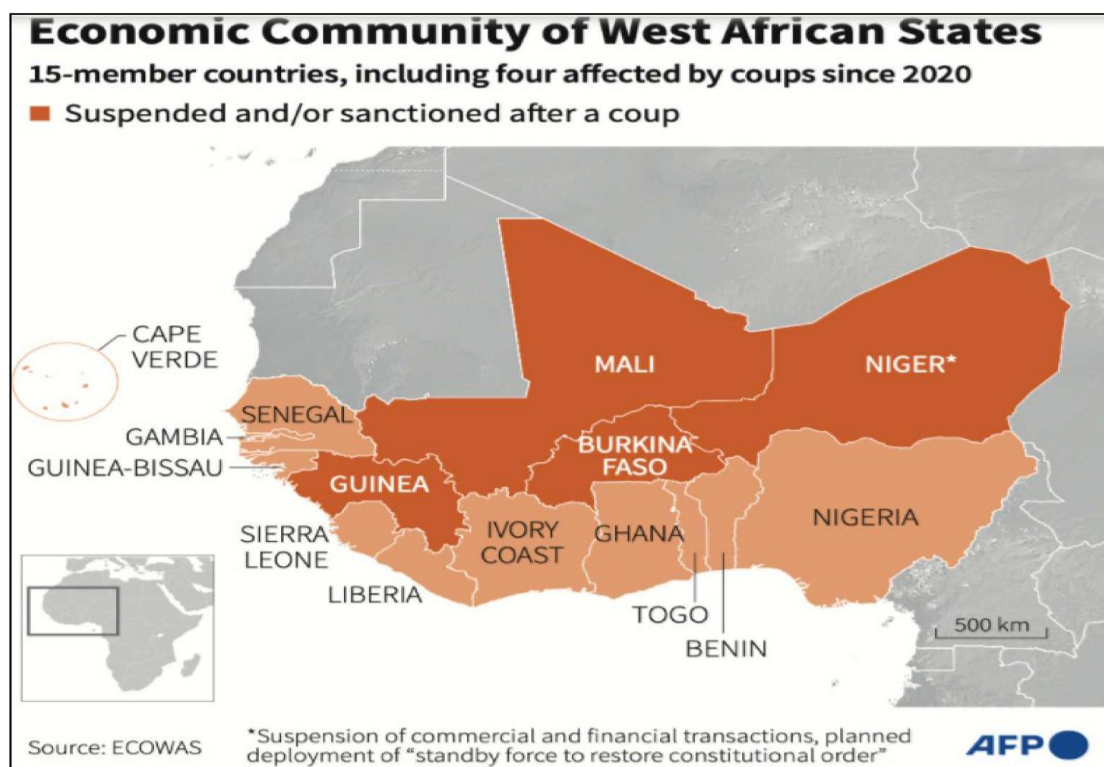 Economic Community of West African States
15-member countries, including four affected by coups since 2020
Suspended and/or sanctioned after a coup
CAPE
VERDE
MALI
NIGER*
SENEGAL
GAMBIA
BURKINA
FASO
GUINEA-BISSAU
GUINEA
NIGERIA
SIERRA
LEONE
IVORY
COAST
GHANA
LIBERIA
TOGO
BENIN
500 km
Source: ECOWAS
*Suspension of commercial and financial transactions, planned
deployment of “standby force to restore constitutional order”
AFP